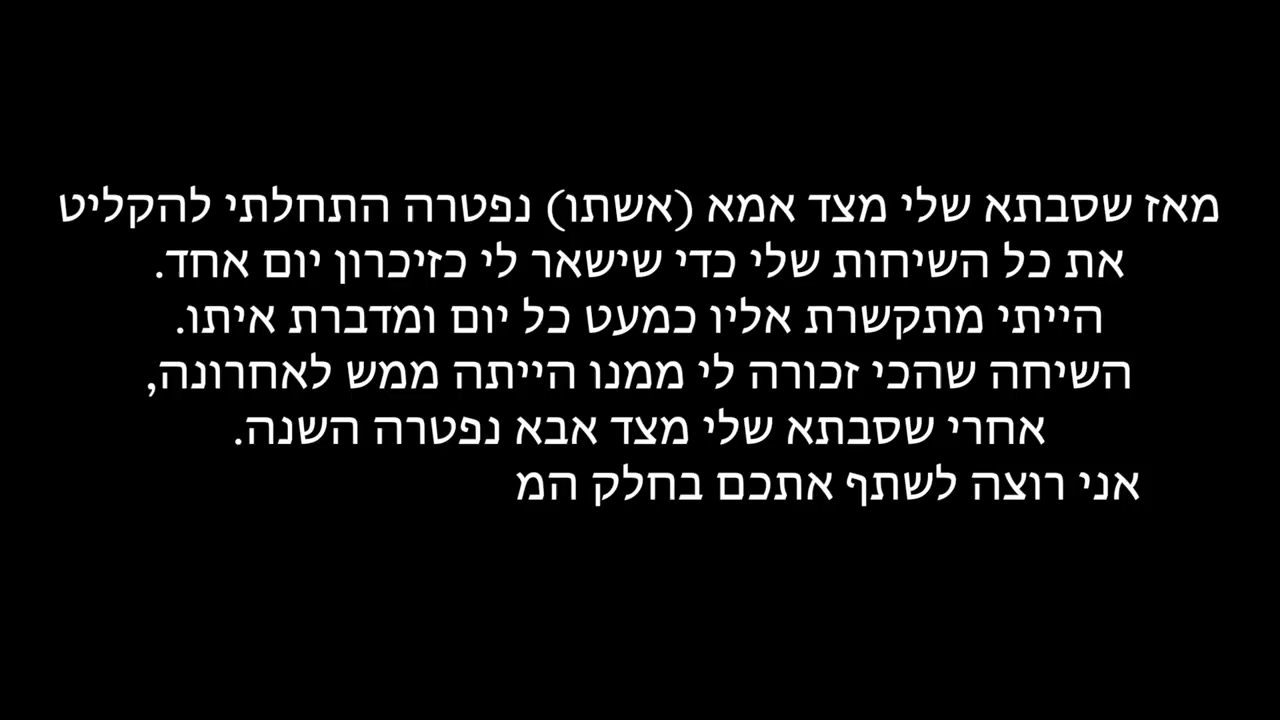 מאז שסבתא שלי מצד אמא (אשתו) נפטרה התחלתי להקליט
את כל השיחות שלי כדי שישאר לי כזיכרון יום אחד.
הייתי מתקשרת אליו כמעט כל יום ומדברת איתו.
השיחה שהכי זכורה לי ממנו הייתה ממש לאחרונה,
אחרי שסבתא שלי מצד אבא נפטרה השנה.
אני רוצה לשתף אתכם בחלק המ